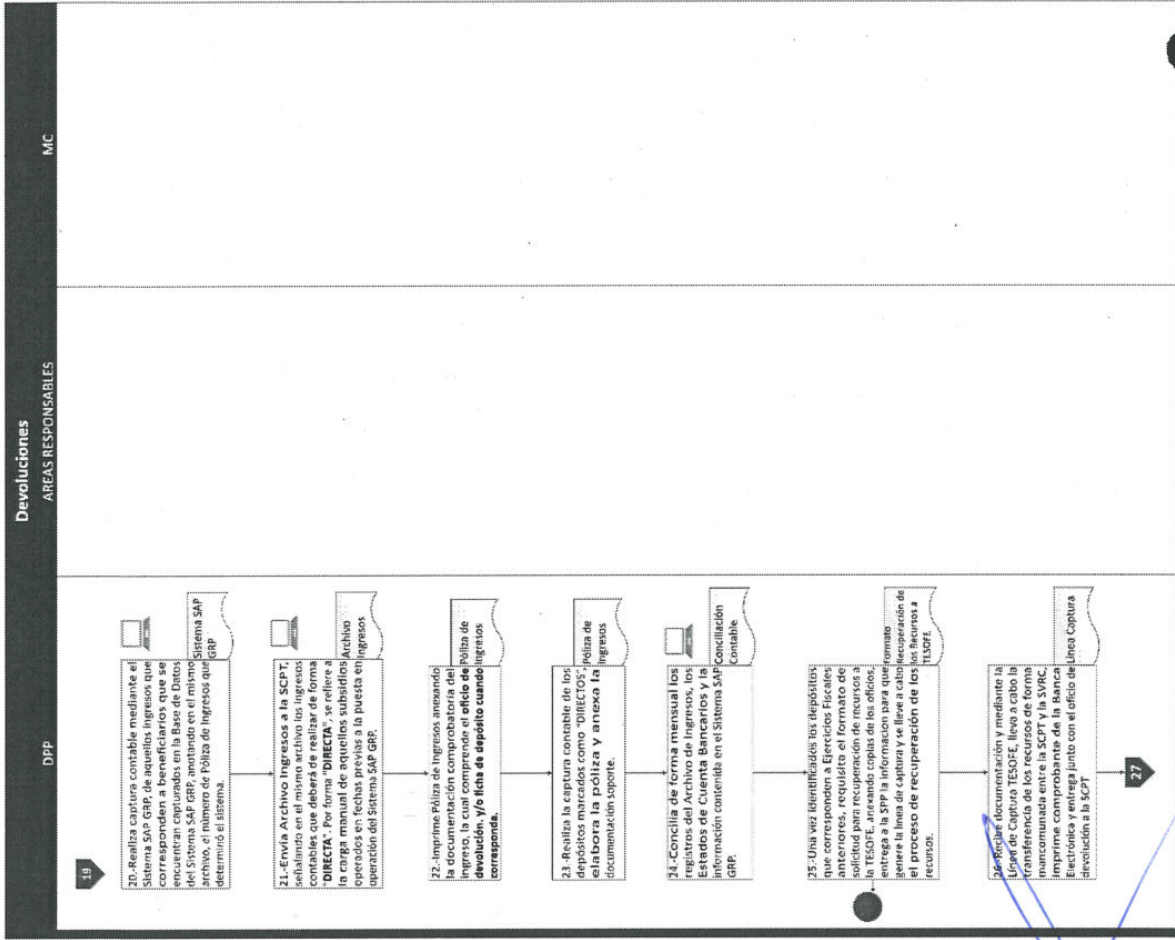 Devoluciones
AREAS RESPONSABLES
DPP
MC
19
20.-Realiza captura contable mediante el
Sistema SAP GRP, de aquellos ingresos que
corresponden a beneficiarios que se
encuentran capturados en la Base de Datos
del Sistema SAP GRP, anotando en el mismo
archivo, el número de Póliza de Ingresos que
determinó el sistema.
Sistema SAP
GRP
21.-Envía Archivo Ingresos a la SCPT,
señalando en el mismo archivo los ingresos
contables que deberá de realizar de forma
"DIRECTA". Por forma "DIRECTA", se refiere a
la carga manual de aquellos subsidios
operados en fechas previas a la puesta en
operación del Sistema SAP GRP.
Archivo
Ingresos
22.-Imprime Póliza de Ingresos anexando
la documentación comprobatoria del
ingreso, la cual comprende el oficio de
devolución, y/o ficha de depósito cuando
corresponda.
Póliza de
Ingresos
23.-Realiza la captura contable de los
depósitos marcados como "DIRECTOS",
elabora la póliza y anexa la
documentación soporte.
Póliza de
Ingresos
24.-Concilia de forma mensual los
registros del Archivo de Ingresos, los
Estados de Cuenta Bancarios y la
información contenida en el Sistema SAP
GRP.
Conciliación
Contable
25.-Una vez identificados los depósitos
que corresponden a Ejercicios Fiscales
anteriores, requisito el formato de
solicitud para recuperación de recursos a
la TESOFE, anexando copias de los oficios,
entrega a la SPP la informacion para que
genere la linea de captura y se lleve a cabo
el proceso de recuperación de los
recursos.
Formato
Recuperación de
los Recursos a
TESOFE
26.-Recibe documentación y mediante la
Línea de Captura TESOFE, lleva a cabo la
transferencia de los recursos de forma
mancomunada entre la SCPT y la SVRC,
imprime comprobante de la Banca
Electrónica y entrega junto con el oficio de
devolución a la SCPT
Línea Captura
27